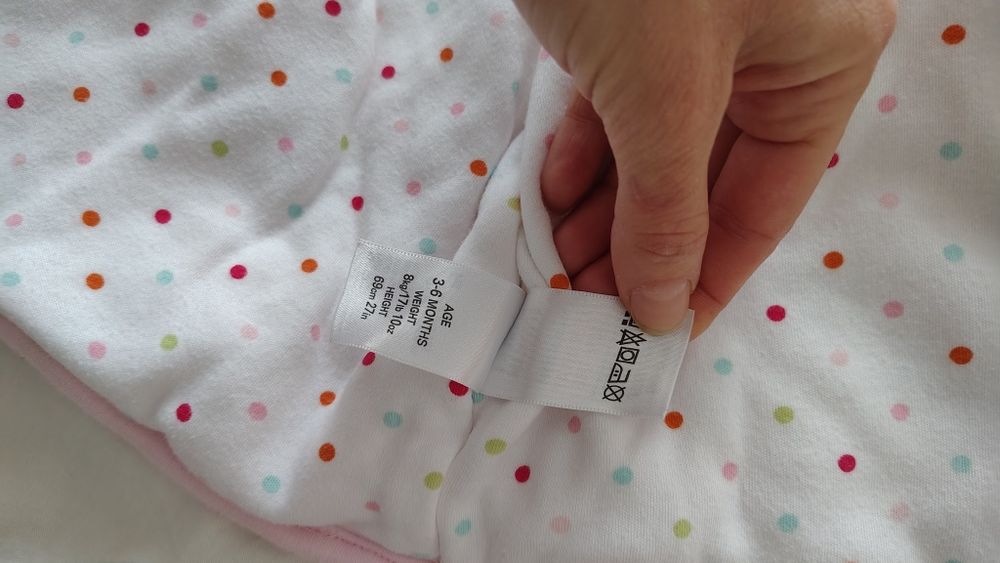 AGE
3-6 MONTHS
WEIGHT
8kg/17lb 10oz
HEIGHT
69cm 27in